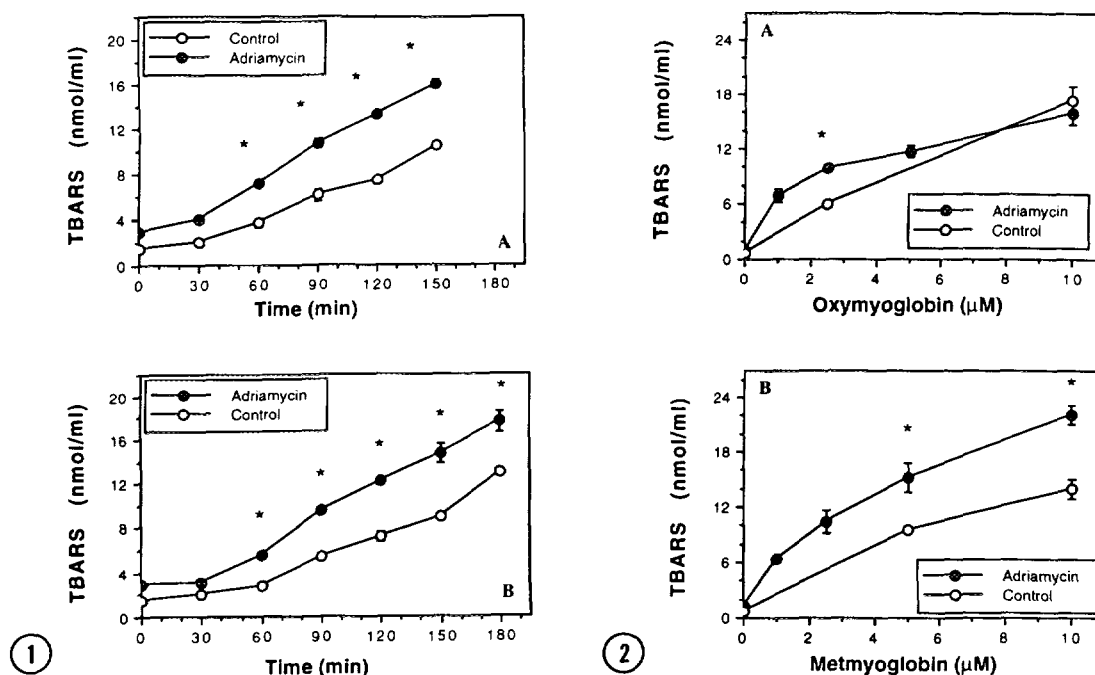 20
16
12
8
4
0
TBARS (nmol/ml)
Control
Adriamycin
*
*
*
*
A
0 30 60 90 120 150 180
Time (min)
20
16
12
8
4
0
TBARS (nmol/ml)
Adriamycin
Control
*
*
*
*
*
B
0 30 60 90 120 150 180
Time (min)
1
24
18
12
6
0
TBARS (nmol/ml)
A
*
Adriamycin
Control
0 2 4 6 8 10
Oxymyoglobin (μM)
24
18
12
6
0
TBARS (nmol/ml)
B
*
*
Adriamycin
Control
0 2 4 6 8 10
Metmyoglobin (μM)
2